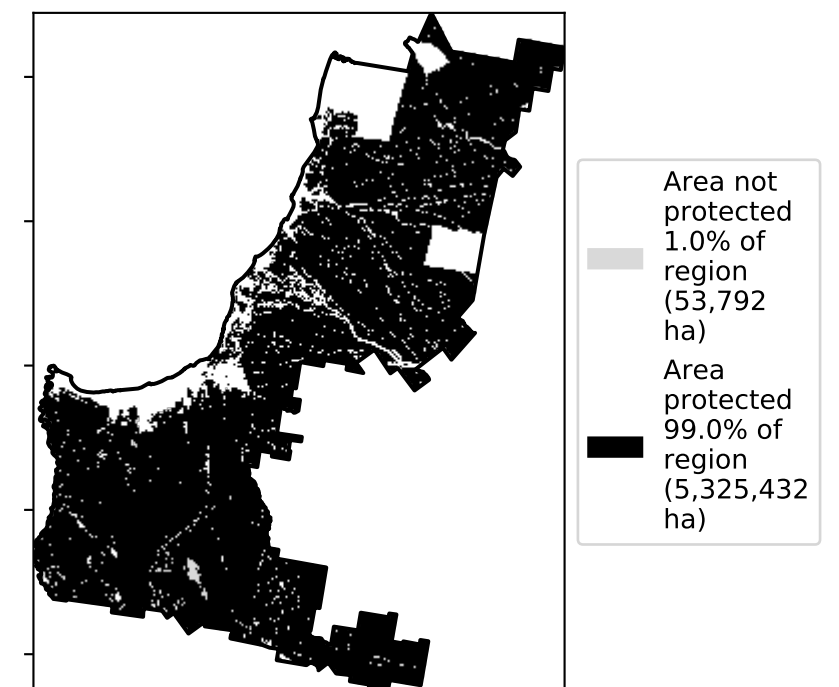 Area not
protected
1.0% of
region
(53,792
ha)
Area
protected
99.0% of
region
(5,325,432
ha)